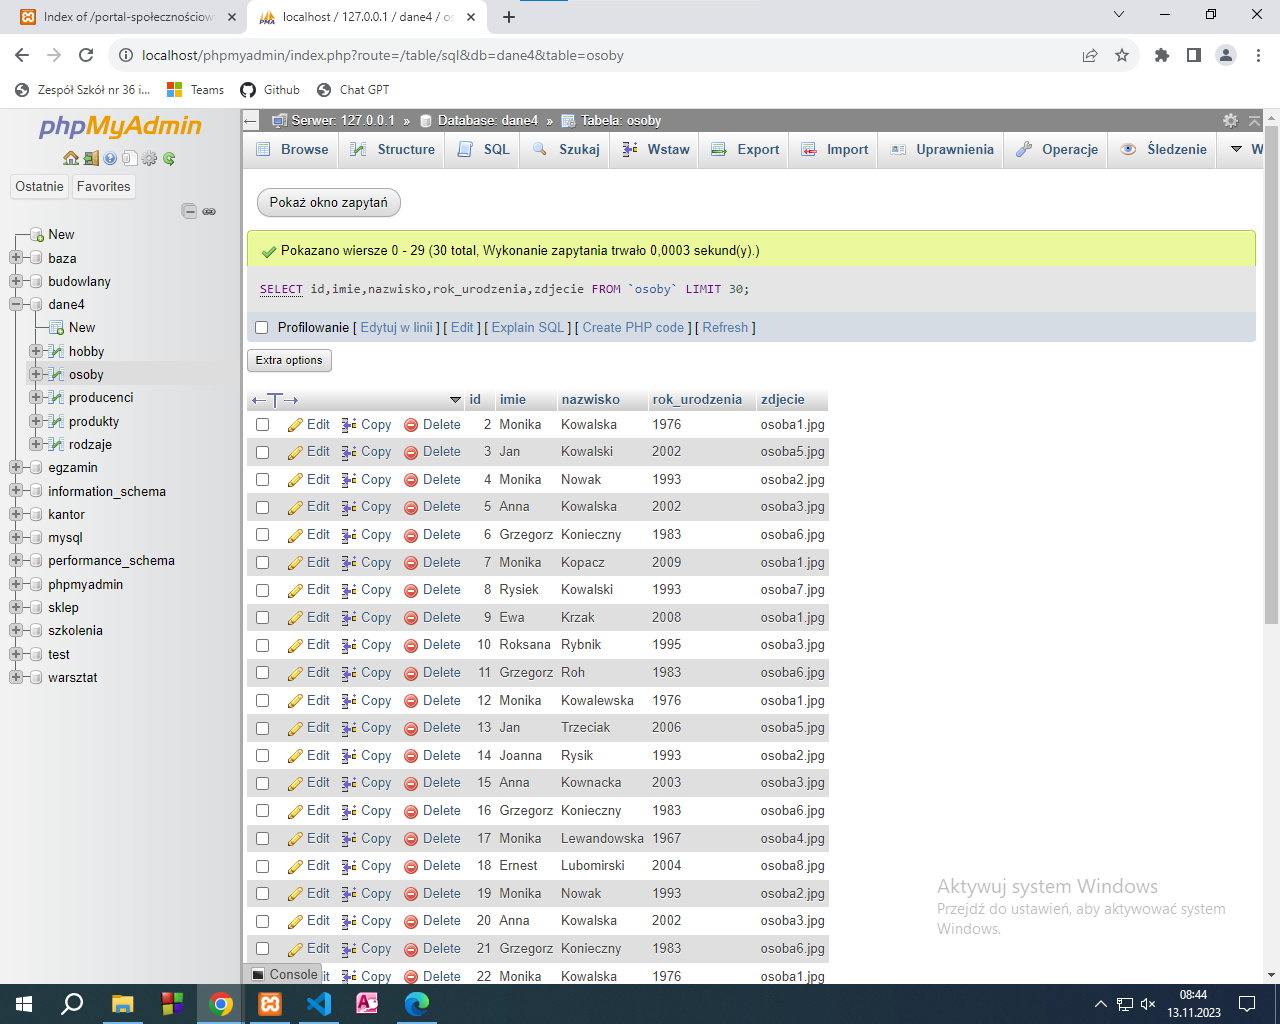 Index of /portal-społecznościow
localhost / 127.0.0.1 / dane4 / os
localhost/phpmyadmin/index.php?route=/table/sql&db=dane4&table=osoby
Zespół Szkół nr 36 i...
Teams
Github
Chat GPT
phpMyAdmin
Ostatnie
Favorites
New
baza
budowlany
dane4
New
hobby
osoby
producenci
produkty
rodzaje
egzamin
information_schema
kantor
mysql
performance_schema
phpmyadmin
sklep
szkolenia
test
warsztat
Serwer: 127.0.0.1 » Database: dane4 » Tabela: osoby
Browse Structure SQL Szukaj Wstaw Export Import Uprawnienia Operacje Śledzenie W
Pokaż okno zapytań
Pokazano wiersze 0 - 29 (30 total, Wykonanie zapytania trwało 0,0003 sekund(y).)
SELECT id,imie,nazwisko,rok_urodzenia,zdjecie FROM `osoby` LIMIT 30;
Profilowanie [ Edytuj w linii ] [ Edit ] [ Explain SQL ] [ Create PHP code ] [ Refresh ]
Extra options
←T→ id imie nazwisko rok_urodzenia zdjecie
Edit Copy Delete 2 Monika Kowalska 1976 osoba1.jpg
Edit Copy Delete 3 Jan Kowalski 2002 osoba5.jpg
Edit Copy Delete 4 Monika Nowak 1993 osoba2.jpg
Edit Copy Delete 5 Anna Kowalska 2002 osoba3.jpg
Edit Copy Delete 6 Grzegorz Konieczny 1983 osoba6.jpg
Edit Copy Delete 7 Monika Kopacz 2009 osoba1.jpg
Edit Copy Delete 8 Rysiek Kowalski 1993 osoba7.jpg
Edit Copy Delete 9 Ewa Krzak 2008 osoba1.jpg
Edit Copy Delete 10 Roksana Rybnik 1995 osoba3.jpg
Edit Copy Delete 11 Grzegorz Roh 1983 osoba6.jpg
Edit Copy Delete 12 Monika Kowalewska 1976 osoba1.jpg
Edit Copy Delete 13 Jan Trzeciak 2006 osoba5.jpg
Edit Copy Delete 14 Joanna Rysik 1993 osoba2.jpg
Edit Copy Delete 15 Anna Kownacka 2003 osoba3.jpg
Edit Copy Delete 16 Grzegorz Konieczny 1983 osoba6.jpg
Edit Copy Delete 17 Monika Lewandowska 1967 osoba4.jpg
Edit Copy Delete 18 Ernest Lubomirski 2004 osoba8.jpg
Edit Copy Delete 19 Monika Nowak 1993 osoba2.jpg
Edit Copy Delete 20 Anna Kowalska 2002 osoba3.jpg
Edit Copy Delete 21 Grzegorz Konieczny 1983 osoba6.jpg
Console
Copy Delete 22 Monika Kowalska 1976 osoba1.jpg
Aktywuj system Windows
Przejdź do ustawień, aby aktywować system
Windows.
08:44
13.11.2023